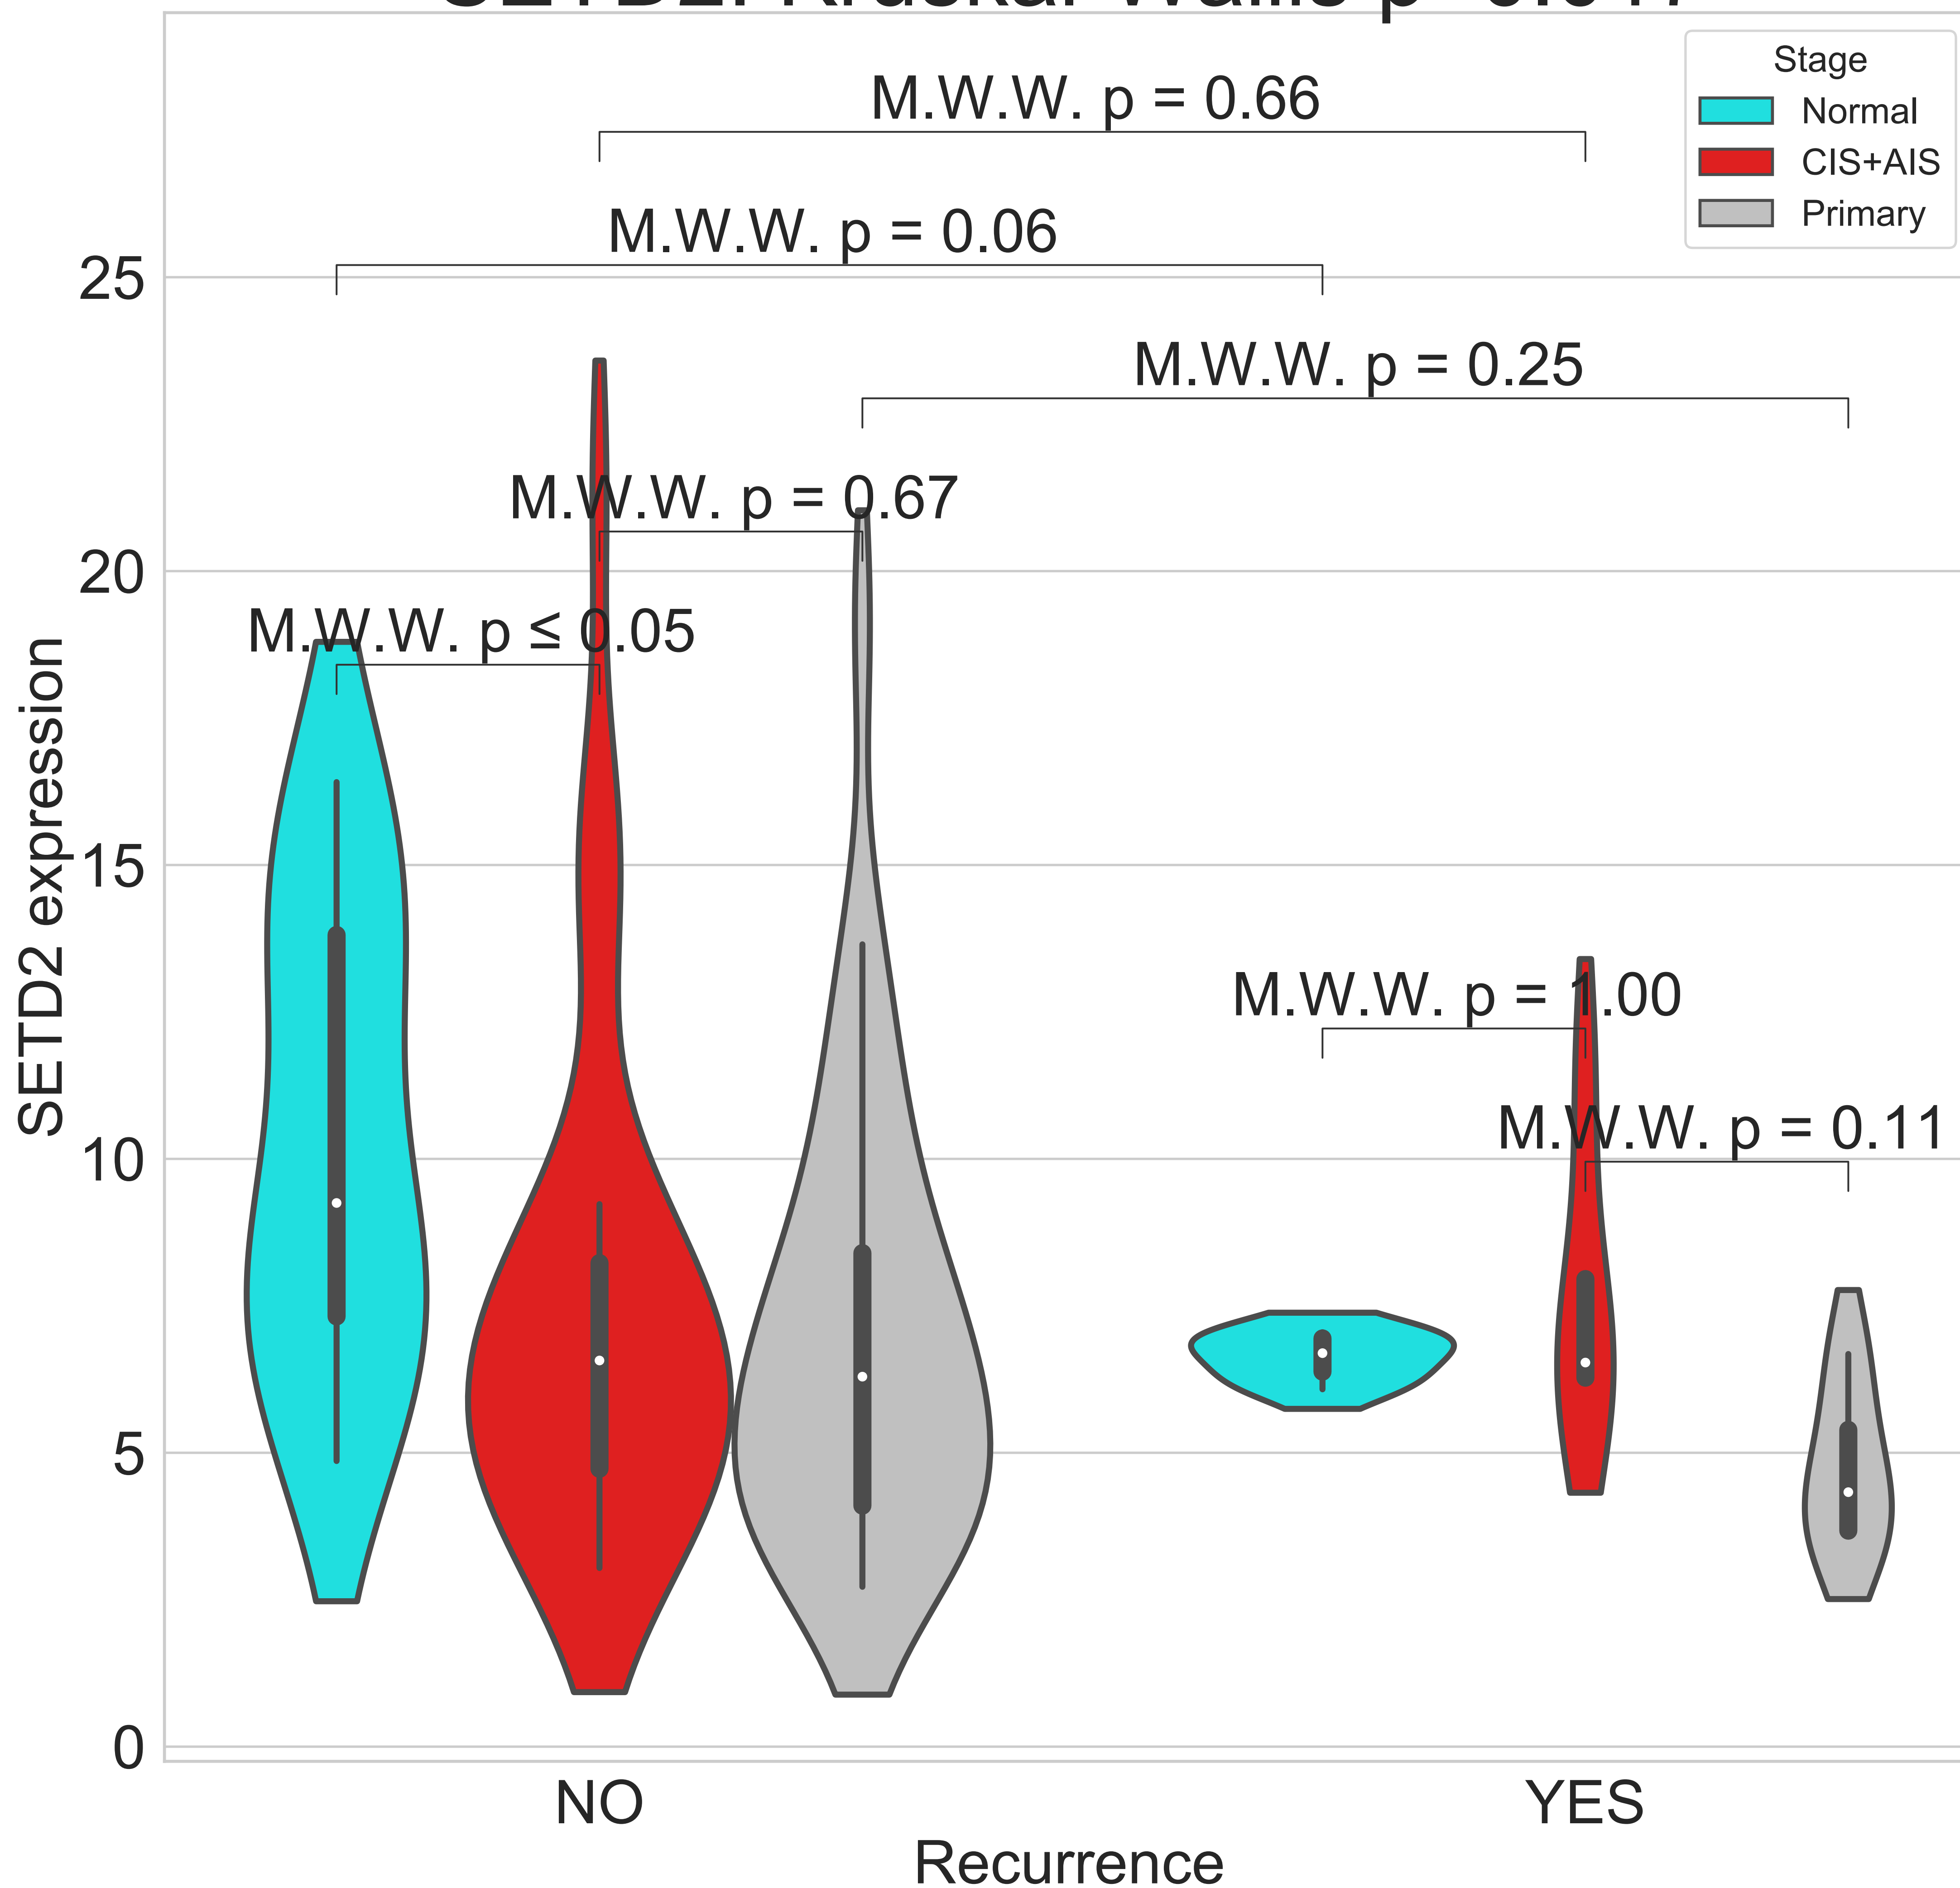 Stage
Normal
CIS+AIS
Primary
M.W.W. p = 0.66
M.W.W. p = 0.06
M.W.W. p = 0.25
M.W.W. p = 0.67
M.W.W. p ≤ 0.05
M.W.W. p = 1.00
M.W.W. p = 0.11
SETD2 expression
25
20
15
10
5
0
NO
YES
Recurrence